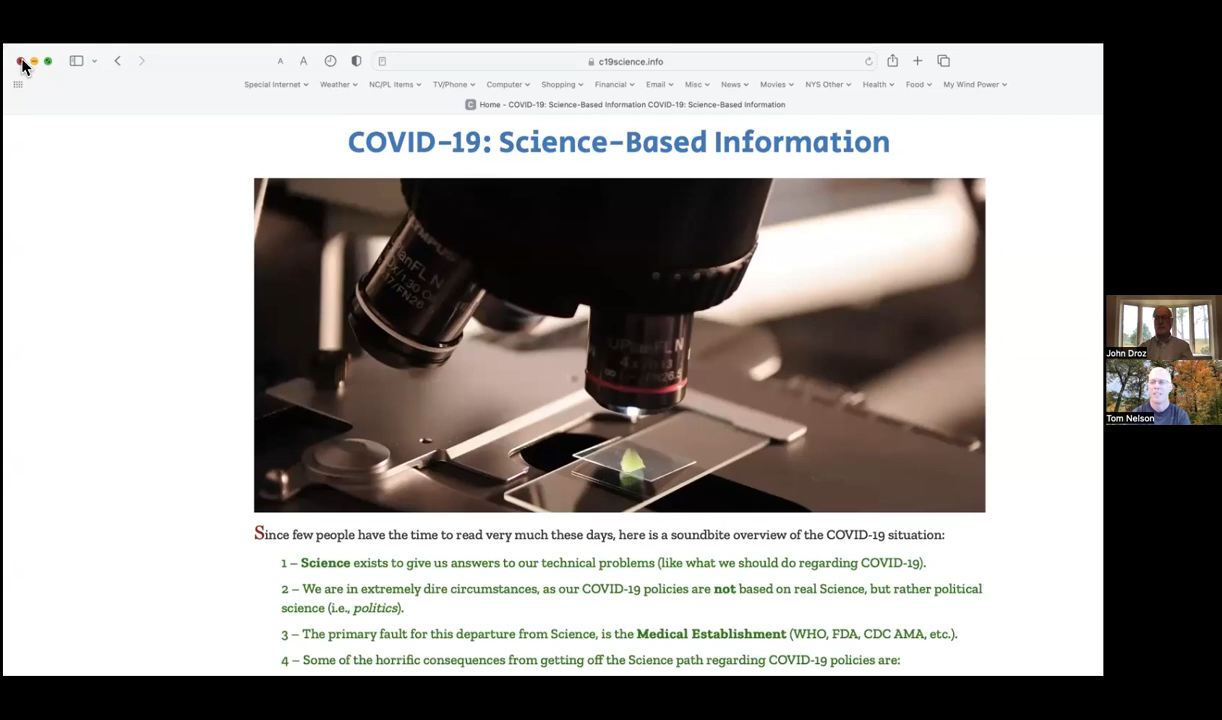 A A c19science.info
Special Internet Weather NC/PL Items TV/Phone Computer Shopping Financial Email Misc News Movies NYS Other Health Food My Wind Power
C Home - COVID-19: Science-Based Information COVID-19: Science-Based Information
COVID-19: Science-Based Information
UPlanFL N
John Droz
Tom Nelson
Since few people have the time to read very much these days, here is a soundbite overview of the COVID-19 situation:
1 – Science exists to give us answers to our technical problems (like what we should do regarding COVID-19).
2 – We are in extremely dire circumstances, as our COVID-19 policies are not based on real Science, but rather political
science (i.e., politics).
3 – The primary fault for this departure from Science, is the Medical Establishment (WHO, FDA, CDC AMA, etc.).
4 – Some of the horrific consequences from getting off the Science path regarding COVID-19 policies are: